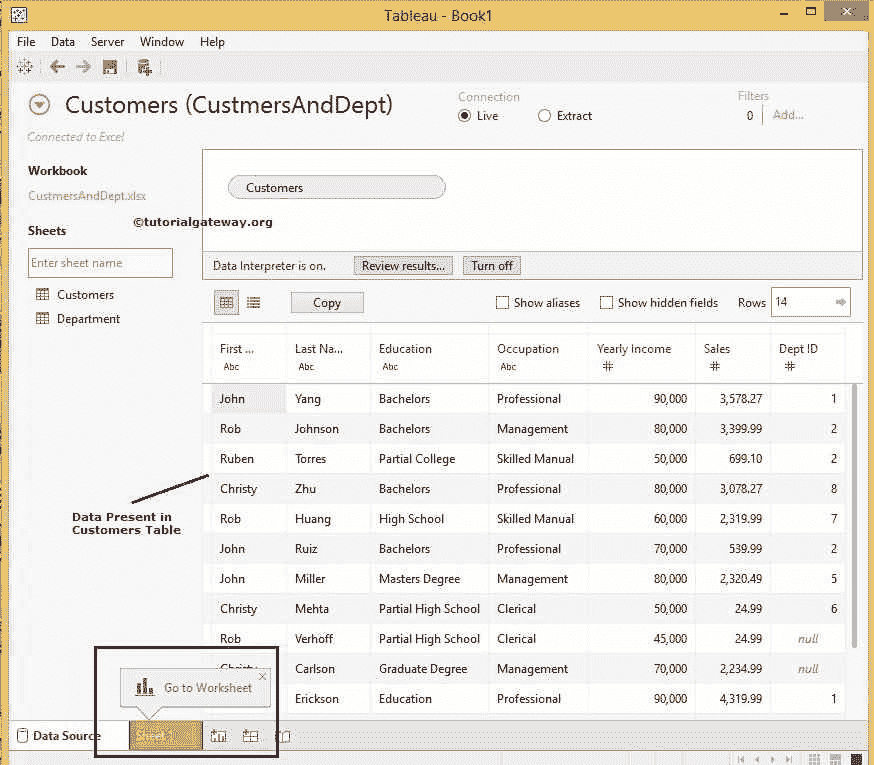 Tableau - Book1
File Data Server Window Help
Customers (CustmersAndDept)
Connection
Live Extract
Filters
0 Add...
Connected to Excel
Workbook
CustmersAndDept.xlsx
©tutorialgateway.org
Sheets
Enter sheet name
Customers
Department
Customers
Data Interpreter is on. Review results... Turn off
Copy Show aliases Show hidden fields Rows 14
First ... Last Na... Education Occupation Yearly Income Sales Dept ID
Abc Abc Abc Abc # # #
John Yang Bachelors Professional 90,000 3,578.27 1
Rob Johnson Bachelors Management 80,000 3,399.99 2
Ruben Torres Partial College Skilled Manual 50,000 699.10 2
Christy Zhu Bachelors Professional 80,000 3,078.27 8
Rob Huang High School Skilled Manual 60,000 2,319.99 7
John Ruiz Bachelors Professional 70,000 539.99 2
John Miller Masters Degree Management 80,000 2,320.49 5
Christy Mehta Partial High School Clerical 50,000 24.99 6
Rob Verhoff Partial High School Clerical 45,000 24.99 null
Christy Carlson Graduate Degree Management 70,000 2,234.99 null
Erickson Education Professional 90,000 4,319.99 1
Data Present in
Customers Table
Go to Worksheet
Data Source Sheet 1